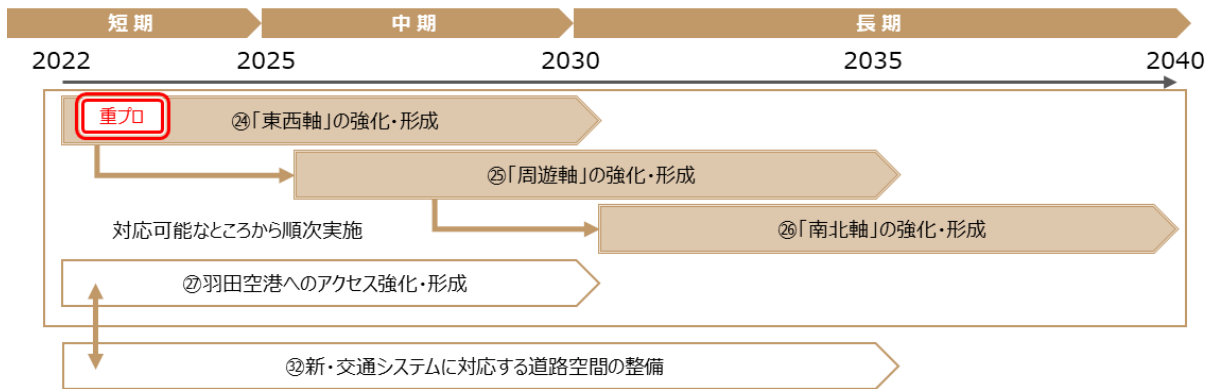 短期
中期
長期
2022
2025
2030
2035
2040
重プロ
㉔「東西軸」の強化・形成
㉕「周遊軸」の強化・形成
対応可能なところから順次実施
㉖「南北軸」の強化・形成
㉗羽田空港へのアクセス強化・形成
㉜新・交通システムに対応する道路空間の整備